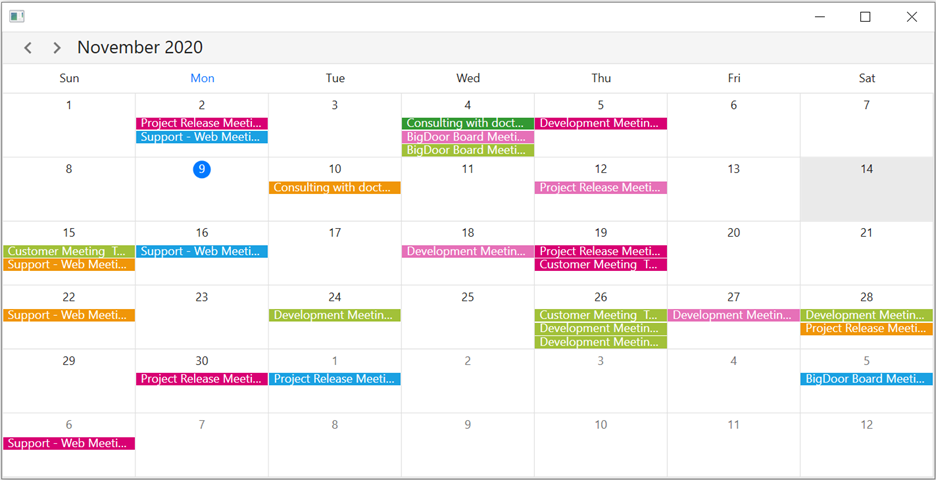 November 2020
Sun Mon Tue Wed Thu Fri Sat
1 2 3 4 5 6 7
Project Release Meeti... Consulting with doct... Development Meetin...
Support - Web Meeti... BigDoor Board Meeti...
BigDoor Board Meeti...
8 9 10 11 12 13 14
Consulting with doct... Project Release Meeti...
15 16 17 18 19 20 21
Customer Meeting T... Support - Web Meeti... Development Meetin... Project Release Meeti...
Support - Web Meeti... Customer Meeting T...
22 23 24 25 26 27 28
Support - Web Meeti... Development Meetin... Customer Meeting T... Development Meetin... Development Meetin...
Development Meetin... Project Release Meeti...
Development Meetin...
29 30 1 2 3 4 5
Project Release Meeti... Project Release Meeti... BigDoor Board Meeti...
6 7 8 9 10 11 12
Support - Web Meeti...